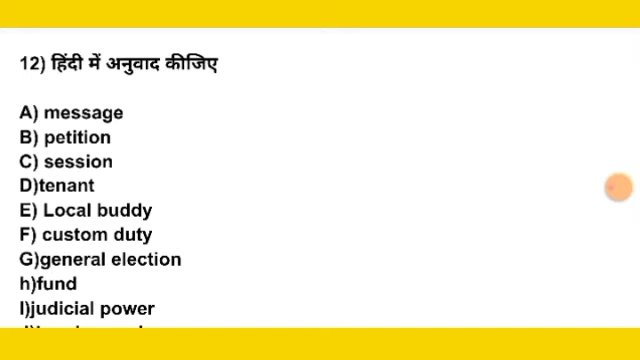 12) हिंदी में अनुवाद कीजिए
A) message
B) petition
C) session
D)tenant
E) Local buddy
F) custom duty
G)general election
h)fund
I)judicial power